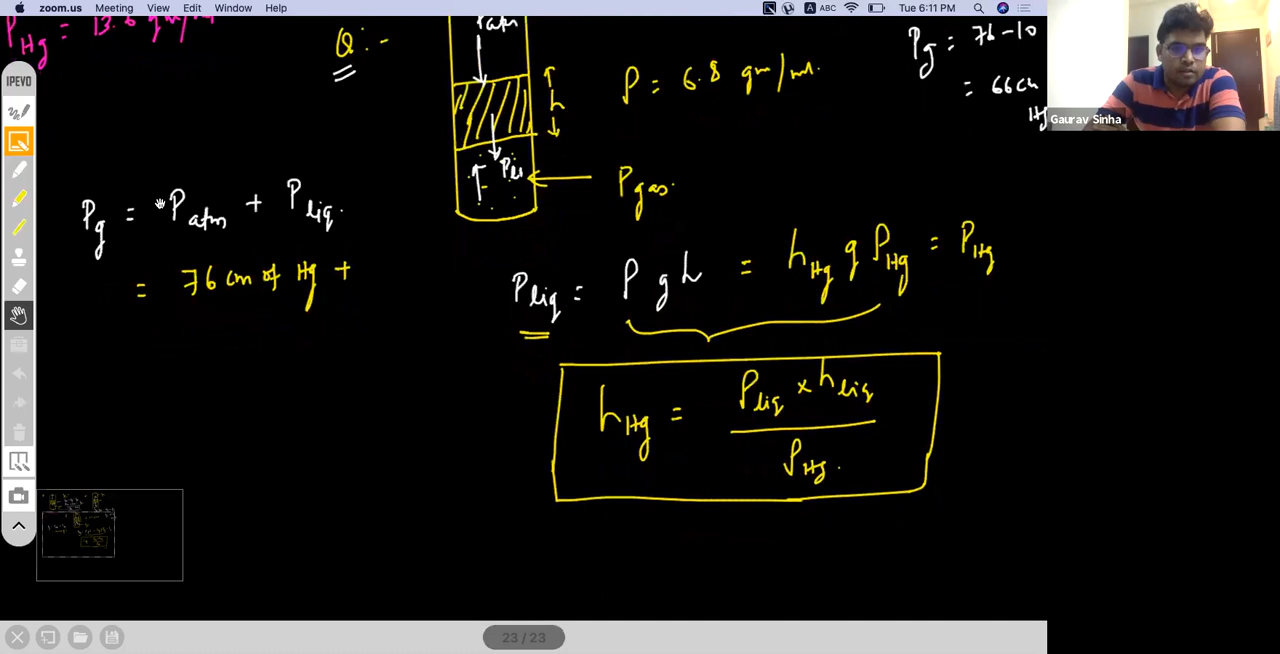 zoom.us Meeting View Edit Window Help
ABC Tue 6:11 PM
IPEVO
Gaurav Sinha
Q :-
h
ρ = 6.8 gm/ml.
Pg = 76-10
= 66 cm
Hg
Pgas.
Pg = Patm + Pliq.
= 76 cm of Hg +
Pliq = ρ g h = hHg g ρHg = PHg
hHg = ρliq × hliq / ρHg.
23 / 23